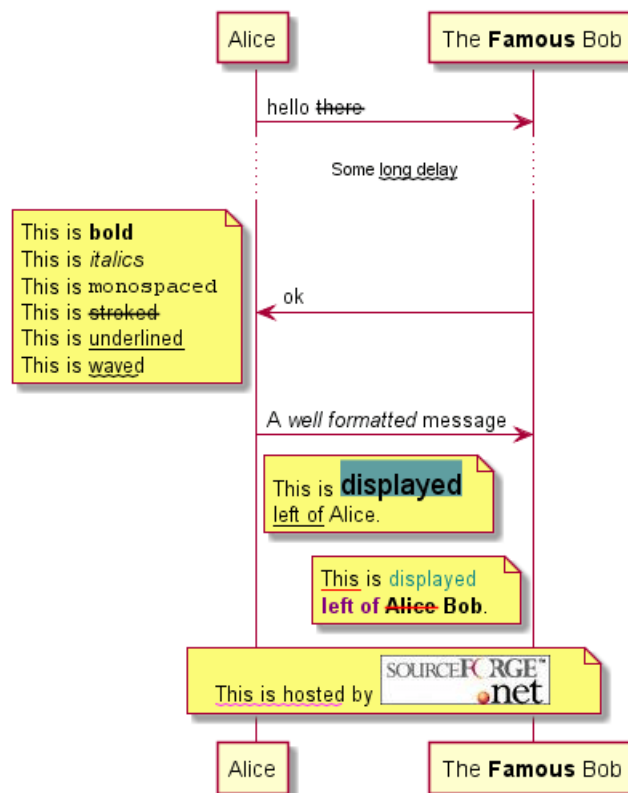 Alice
The Famous Bob
hello there
Some long delay
This is bold
This is italics
This is monospaced
This is stroked
This is underlined
This is waved
ok
A well formatted message
This is displayed
left of Alice.
This is displayed
left of Alice Bob.
This is hosted by SOURCEFORGE™
.net
Alice
The Famous Bob